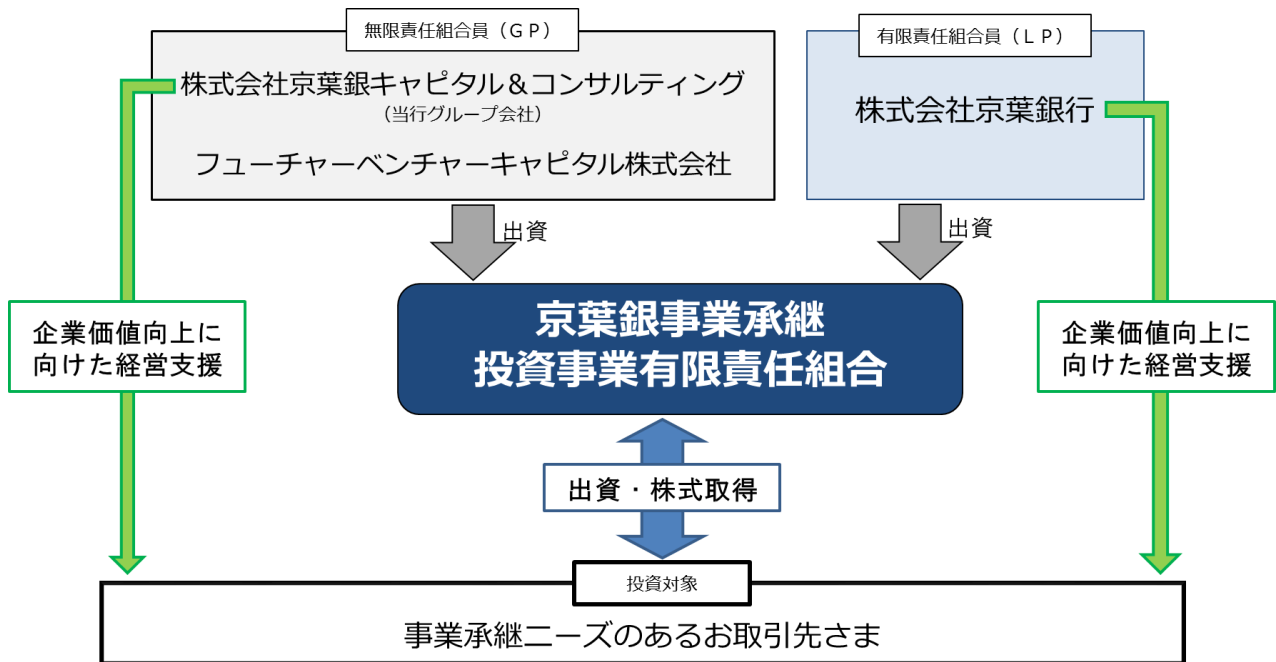 無限責任組合員（ＧＰ）
株式会社京葉銀キャピタル＆コンサルティング
（当行グループ会社）
フューチャーベンチャーキャピタル株式会社
有限責任組合員（ＬＰ）
株式会社京葉銀行
出資
出資
京葉銀事業承継
投資事業有限責任組合
企業価値向上に
向けた経営支援
企業価値向上に
向けた経営支援
出資・株式取得
投資対象
事業承継ニーズのあるお取引先さま